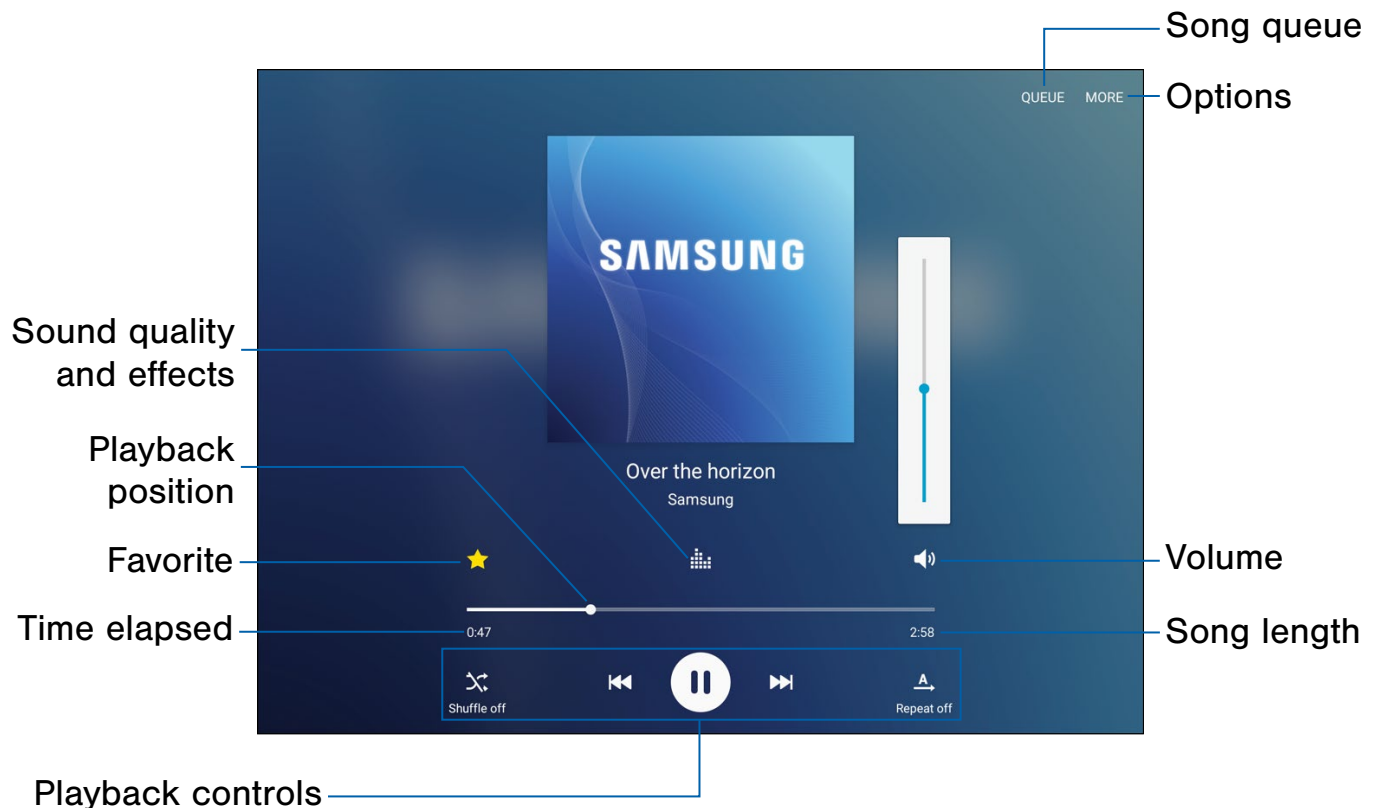 Song queue
QUEUE MORE
Options
SAMSUNG
Sound quality
and effects
Playback
position
Over the horizon
Samsung
Favorite
Volume
Time elapsed
0:47
2:58
Song length
A
Shuffle off
Repeat off
Playback controls